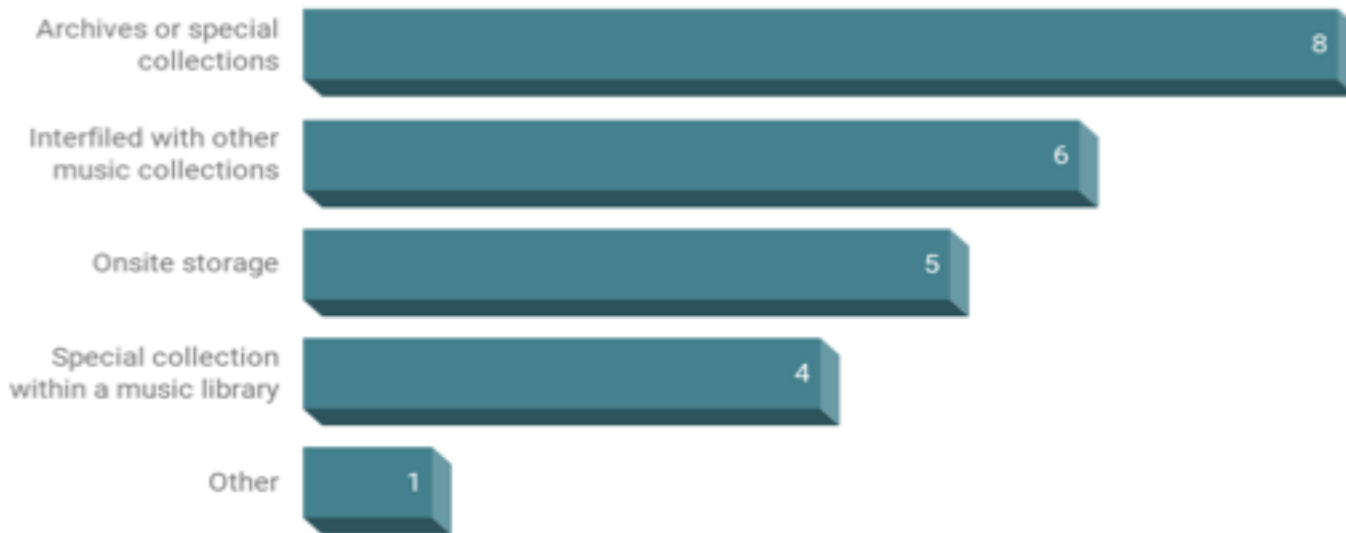 Archives or special
collections
8
Interfiled with other
music collections
6
Onsite storage
5
Special collection
within a music library
4
Other
1